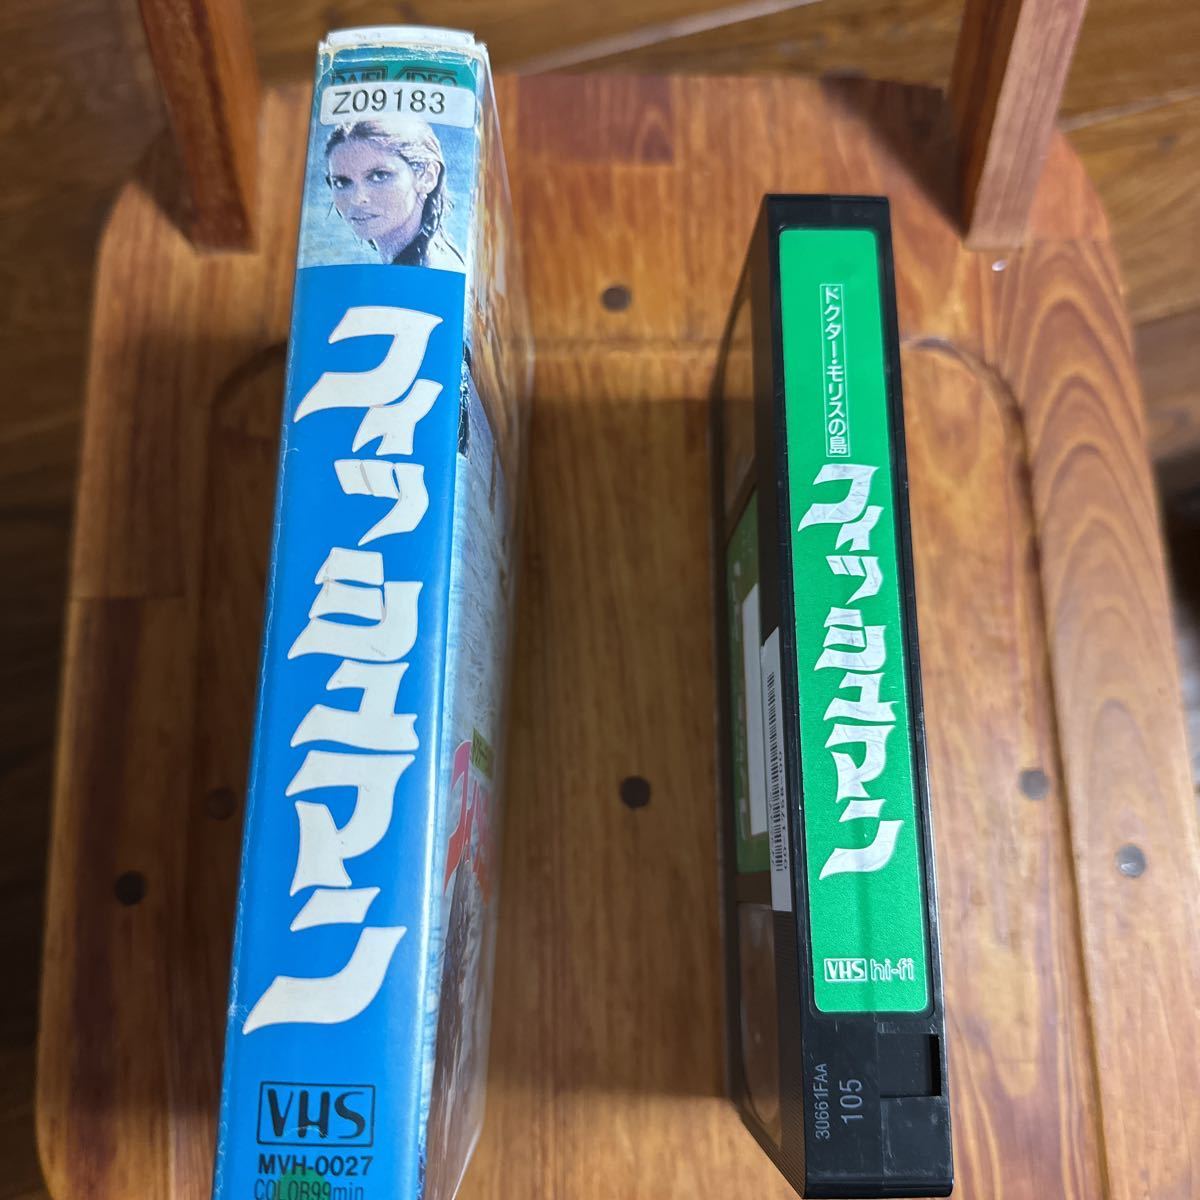 Z09183
フィッシュマン
VHS
MVH-0027
COLOR99min
ドクター・モリスの島
フィッシュマン
VHS hi-fi
30661FAA
105